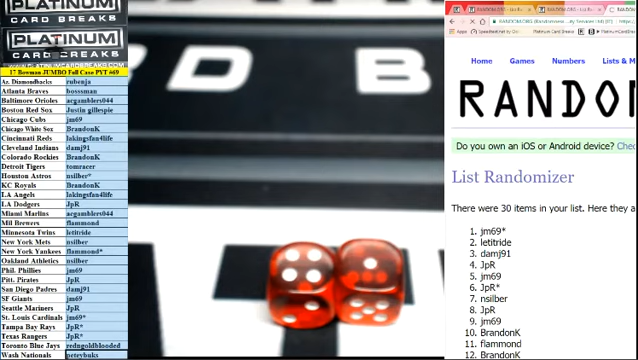 PLATINUM
CARD BREAKS
PLATINUM
CARD BREAKS
WWW.PLATINUMCARDBREAKS.COM
17 Bowman JUMBO Full Case PYT #69
Az. Diamondbacks rubenja
Atlanta Braves bosssman
Baltimore Orioles acgamblers044
Boston Red Sox Justin gillespie
Chicago Cubs jm69
Chicago White Sox BrandonK
Cincinnati Reds lakingsfan4life
Cleveland Indians damj91
Colorado Rockies BrandonK
Detroit Tigers romracer
Houston Astros nsilber*
KC Royals BrandonK
LA Angels lakingsfan4life
LA Dodgers JpR
Miami Marlins acgamblers044
Mil Brewers flammond
Minnesota Twins letitride
New York Mets nsilber
New York Yankees flammond*
Oakland Athletics nsilber
Phil. Phillies jm69
Pitt. Pirates JpR
San Diego Padres damj91
SF Giants jm69
Seattle Mariners JpR
St. Louis Cardinals jm69*
Tampa Bay Rays JpR*
Texas Rangers JpR*
Toronto Blue Jays redngoldblooded
Wash Nationals peteybuks
RD B
Home Games Numbers Lists & M
RANDO
Do you own an iOS or Android device? Chec
List Randomizer
There were 30 items in your list. Here they a
1. jm69*
2. letitride
3. damj91
4. JpR
5. jm69
6. JpR*
7. nsilber
8. JpR
9. jm69
10. BrandonK
11. flammond
12. BrandonK